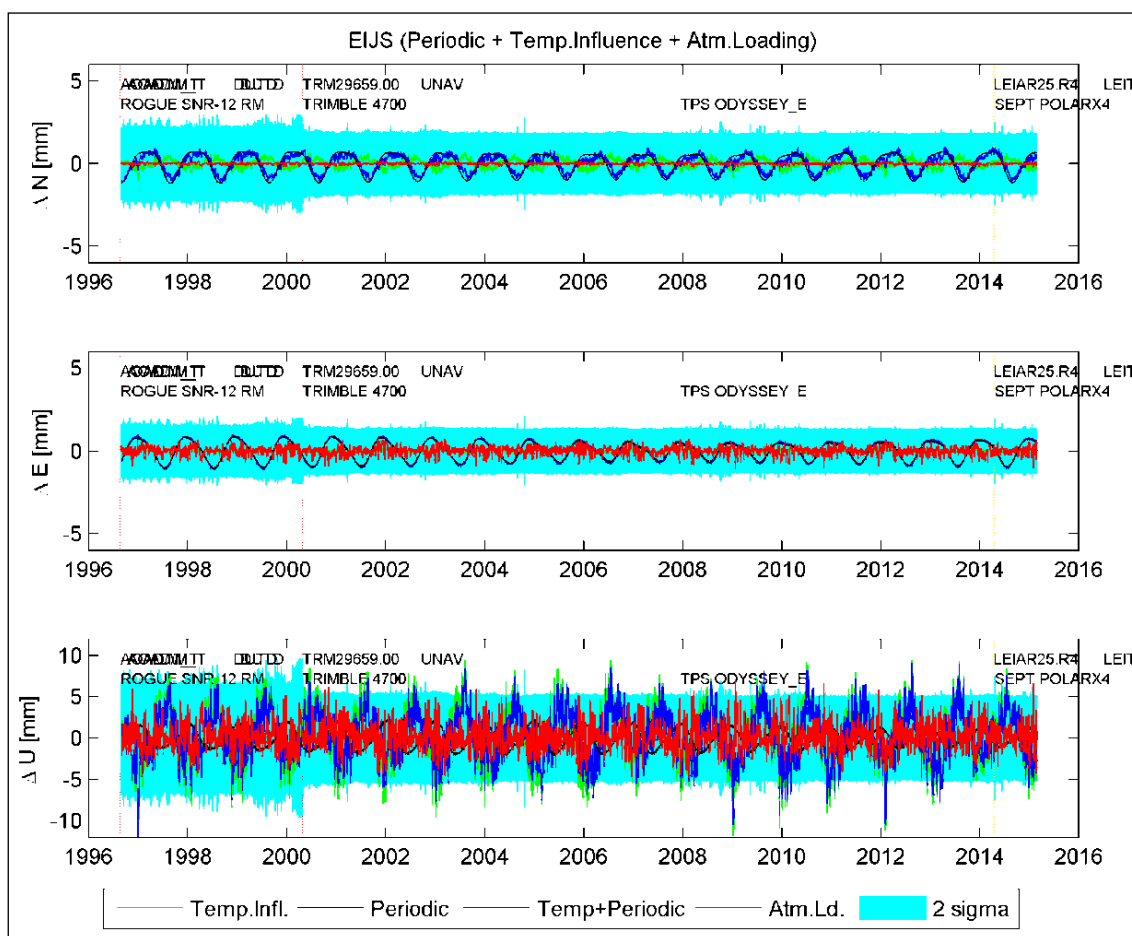 EIJS (Periodic + Temp.Influence + Atm.Loading)
TRM29659.00 UNAV LEIAR25.R4 LEIT
ROGUE SNR-12 RM TRIMBLE 4700 TPS ODYSSEY_E SEPT POLARX4
5
0
-5
Δ N [mm]
1996 1998 2000 2002 2004 2006 2008 2010 2012 2014 2016
TRM29659.00 UNAV LEIAR25.R4 LEIT
ROGUE SNR-12 RM TRIMBLE 4700 TPS ODYSSEY_E SEPT POLARX4
5
0
-5
Δ E [mm]
1996 1998 2000 2002 2004 2006 2008 2010 2012 2014 2016
TRM29659.00 UNAV LEIAR25.R4 LEIT
ROGUE SNR-12 RM TRIMBLE 4700 TPS ODYSSEY_E SEPT POLARX4
10
5
0
-5
-10
Δ U [mm]
1996 1998 2000 2002 2004 2006 2008 2010 2012 2014 2016
Temp.Infl. Periodic Temp+Periodic Atm.Ld. 2 sigma